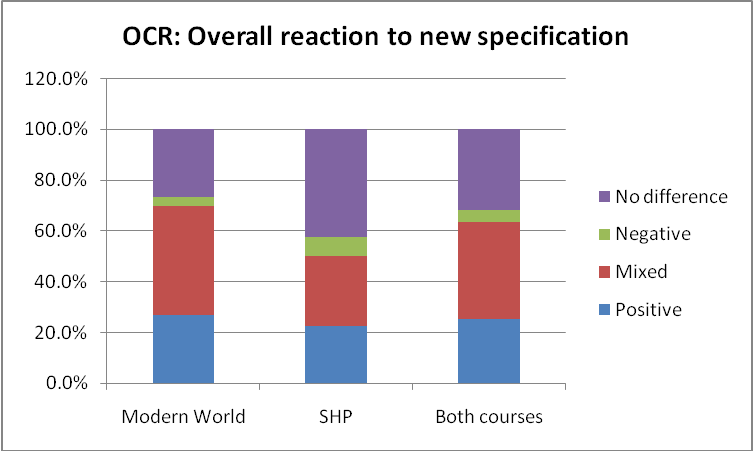 OCR: Overall reaction to new specification
120.0%
100.0%
80.0%
60.0%
40.0%
20.0%
0.0%
Modern World SHP Both courses
No difference
Negative
Mixed
Positive